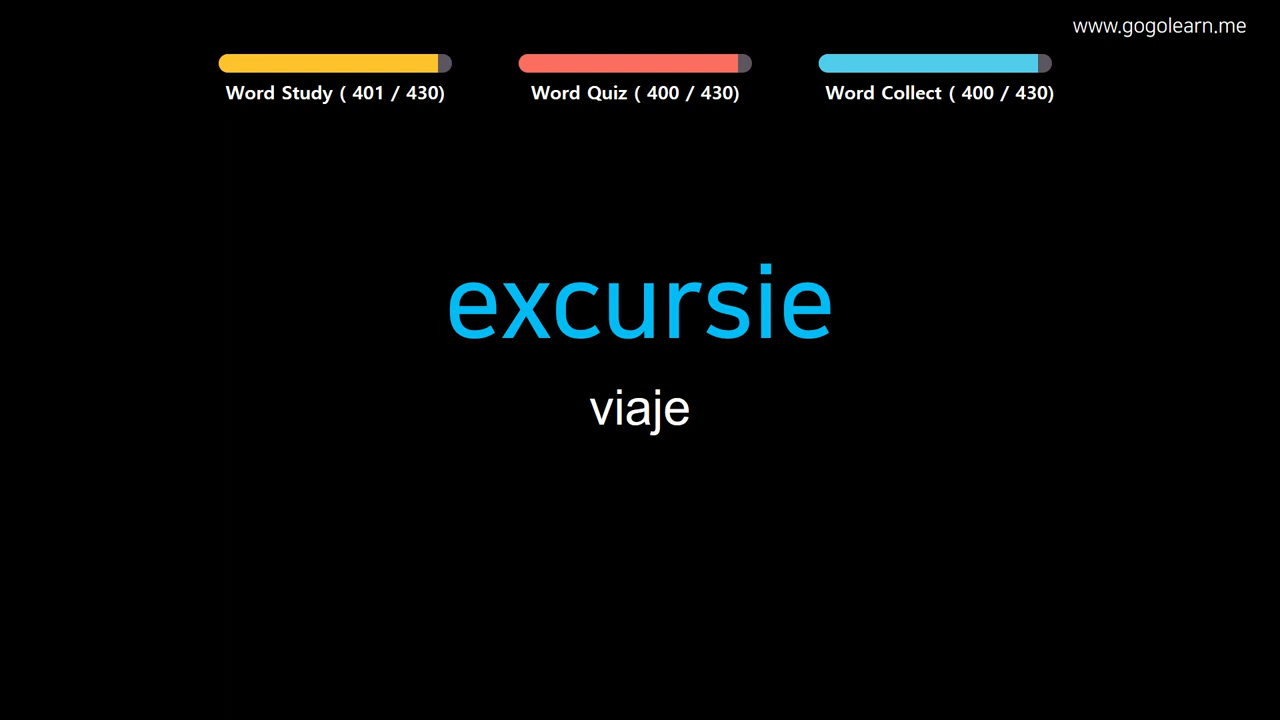 www.gogolearn.me
Word Study ( 401 / 430)
Word Quiz ( 400 / 430)
Word Collect ( 400 / 430)
excursie
viaje